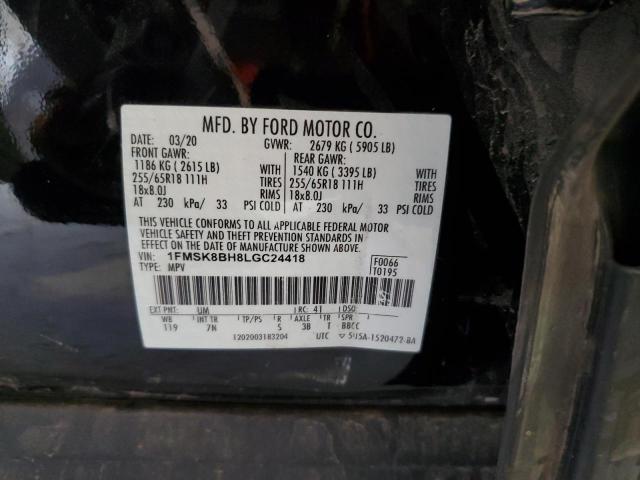 MFD. BY FORD MOTOR CO.
DATE: 03/20 GVWR: 2679 KG ( 5905 LB)
FRONT GAWR: REAR GAWR:
1186 KG ( 2615 LB) 1540 KG ( 3395 LB)
WITH WITH
255/65R18 111H TIRES 255/65R18 111H TIRES
18x8.0J RIMS 18x8.0J RIMS
AT 230 kPa/ 33 PSI COLD AT 230 kPa/ 33 PSI COLD
THIS VEHICLE CONFORMS TO ALL APPLICABLE FEDERAL MOTOR
VEHICLE SAFETY AND THEFT PREVENTION STANDARDS IN
EFFECT ON THE DATE OF MANUFACTURE SHOWN ABOVE.
VIN: 1FMSK8BH8LGC24418
TYPE: MPV
F0066
T0195
EXT PNT: UM RC: 41 DSO:
WB INT TR TP/PS R AXLE TR SPR
119 7N S 3B T BBCC
1202003183204 UTC